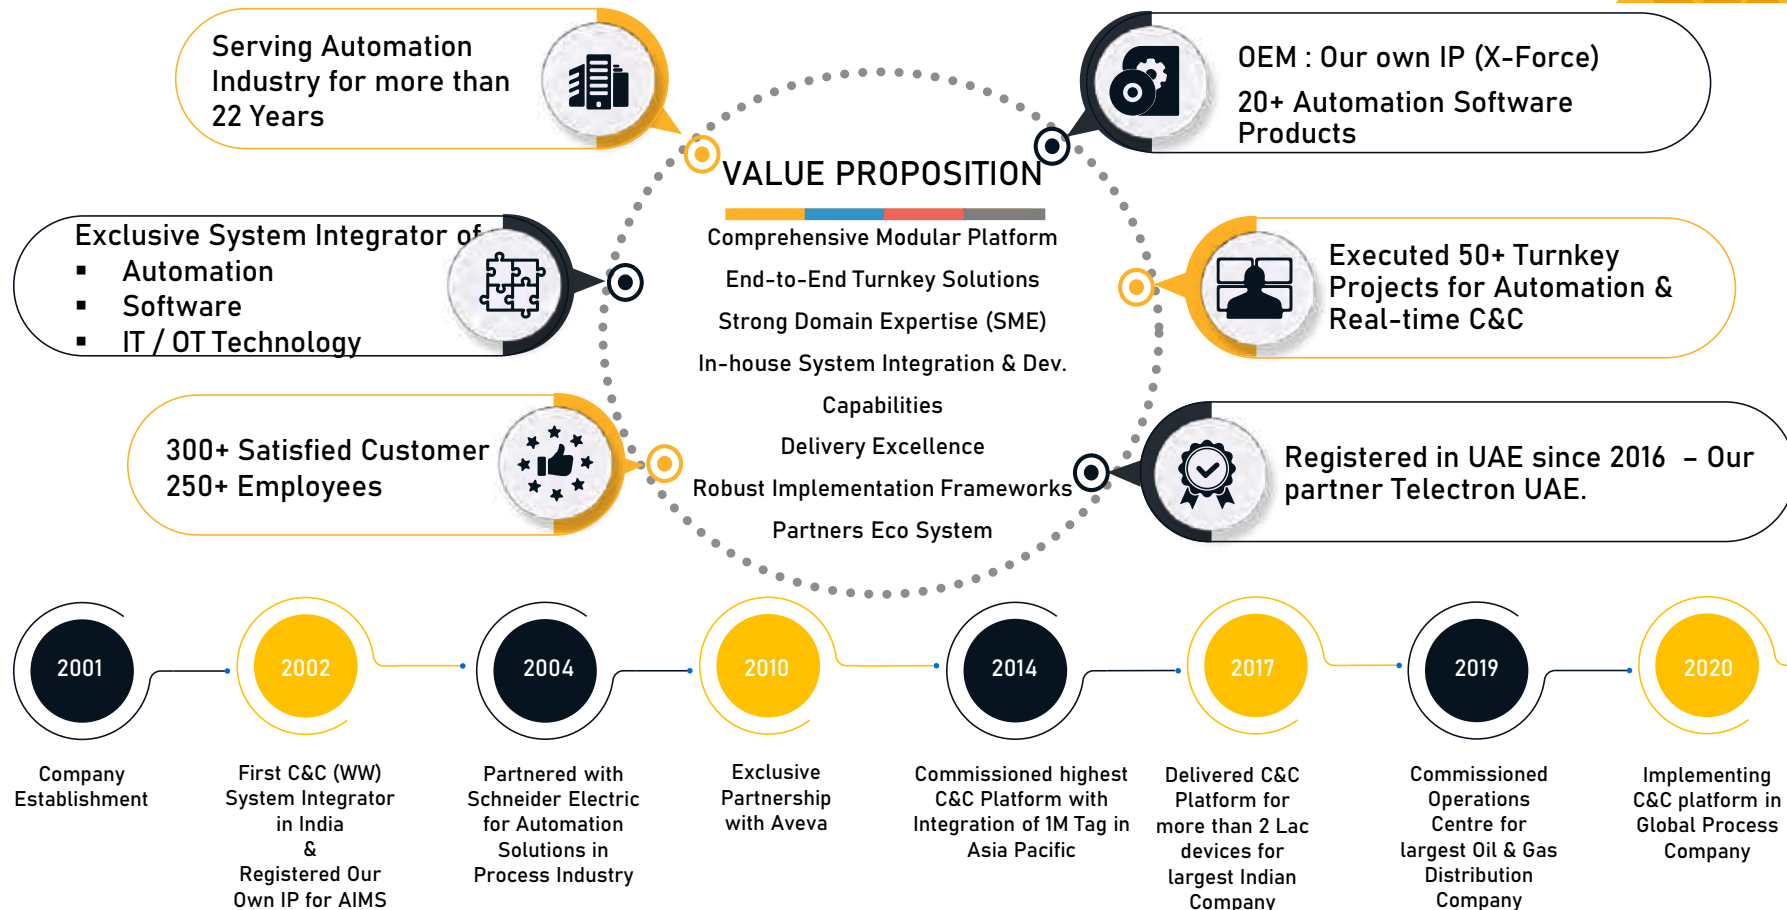 Serving Automation
Industry for more than
22 Years
OEM : Our own IP (X-Force)
20+ Automation Software
Products
Exclusive System Integrator of
▪ Automation
▪ Software
▪ IT / OT Technology
Executed 50+ Turnkey
Projects for Automation &
Real-time C&C
300+ Satisfied Customer
250+ Employees
Registered in UAE since 2016 – Our
partner Telectron UAE.
VALUE PROPOSITION
Comprehensive Modular Platform
End-to-End Turnkey Solutions
Strong Domain Expertise (SME)
In-house System Integration & Dev.
Capabilities
Delivery Excellence
Robust Implementation Frameworks
Partners Eco System
2001
Company
Establishment
2002
First C&C (WW)
System Integrator
in India
&
Registered Our
Own IP for AIMS
2004
Partnered with
Schneider Electric
for Automation
Solutions in
Process Industry
2010
Exclusive
Partnership
with Aveva
2014
Commissioned highest
C&C Platform with
Integration of 1M Tag in
Asia Pacific
2017
Delivered C&C
Platform for
more than 2 Lac
devices for
largest Indian
Company
2019
Commissioned
Operations
Centre for
largest Oil & Gas
Distribution
Company
2020
Implementing
C&C platform in
Global Process
Company